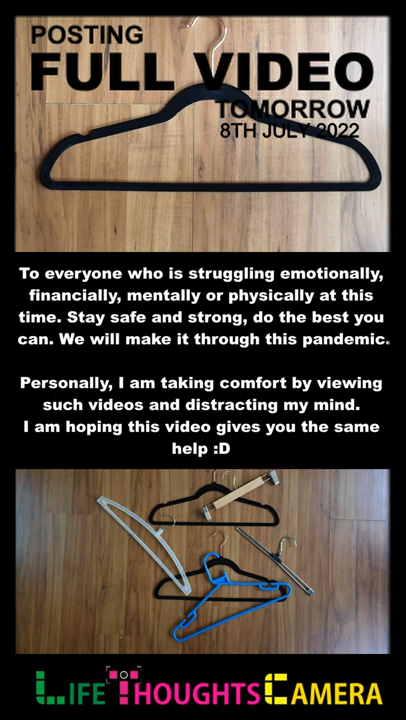 POSTING
FULL VIDEO
TOMORROW
8TH JULY 2022
To everyone who is struggling emotionally,
financially, mentally or physically at this
time. Stay safe and strong, do the best you
can. We will make it through this pandemic.
Personally, I am taking comfort by viewing
such videos and distracting my mind.
I am hoping this video gives you the same
help :D
LIFE THOUGHTS CAMERA